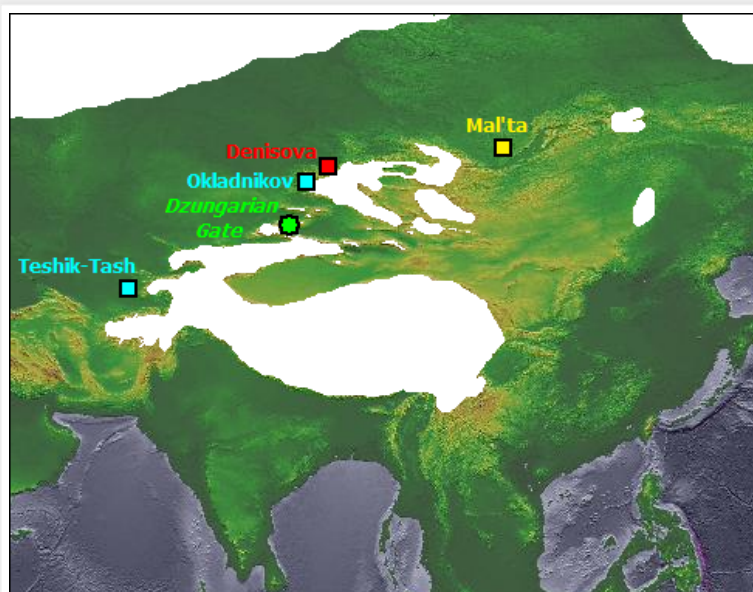 Mal'ta
Denisova
Okladnikov
Dzungarian
Gate
Teshik-Tash